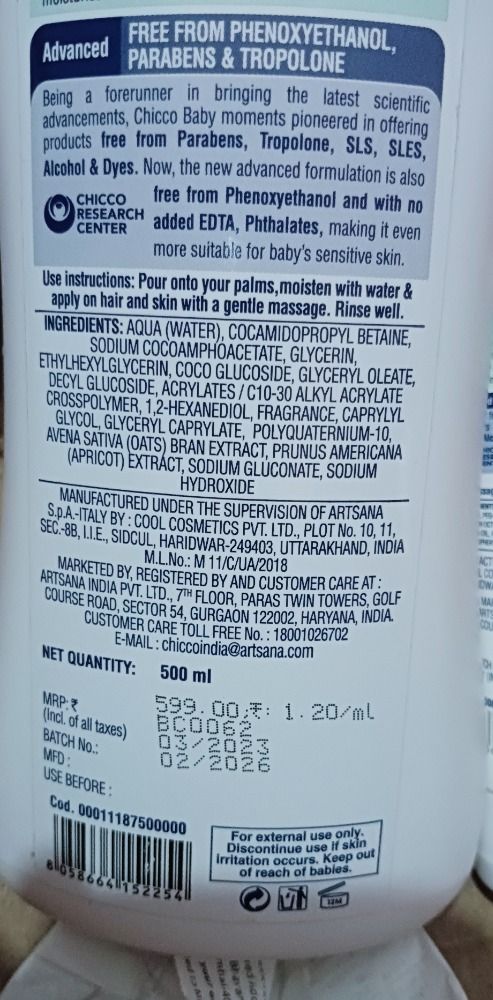 Advanced
FREE FROM PHENOXYETHANOL,
PARABENS & TROPOLONE
Being a forerunner in bringing the latest scientific
advancements, Chicco Baby moments pioneered in offering
products free from Parabens, Tropolone, SLS, SLES,
Alcohol & Dyes. Now, the new advanced formulation is also
CHICCO
RESEARCH
CENTER
free from Phenoxyethanol and with no
added EDTA, Phthalates, making it even
more suitable for baby's sensitive skin.
Use instructions: Pour onto your palms,moisten with water &
apply on hair and skin with a gentle massage. Rinse well.
INGREDIENTS: AQUA (WATER), COCAMIDOPROPYL BETAINE,
SODIUM COCOAMPHOACETATE, GLYCERIN,
ETHYLHEXYLGLYCERIN, COCO GLUCOSIDE, GLYCERYL OLEATE,
DECYL GLUCOSIDE, ACRYLATES / C10-30 ALKYL ACRYLATE
CROSSPOLYMER, 1,2-HEXANEDIOL, FRAGRANCE, CAPRYLYL
GLYCOL, GLYCERYL CAPRYLATE, POLYQUATERNIUM-10,
AVENA SATIVA (OATS) BRAN EXTRACT, PRUNUS AMERICANA
(APRICOT) EXTRACT, SODIUM GLUCONATE, SODIUM
HYDROXIDE
MANUFACTURED UNDER THE SUPERVISION OF ARTSANA
S.p.A.-ITALY BY : COOL COSMETICS PVT. LTD., PLOT No. 10, 11,
SEC.-8B, I.I.E., SIDCUL, HARIDWAR-249403, UTTARAKHAND, INDIA
M.L.No.: M 11/C/UA/2018
MARKETED BY, REGISTERED BY AND CUSTOMER CARE AT :
ARTSANA INDIA PVT. LTD., 7TH FLOOR, PARAS TWIN TOWERS, GOLF
COURSE ROAD, SECTOR 54, GURGAON 122002, HARYANA, INDIA.
CUSTOMER CARE TOLL FREE No. : 18001026702
E-MAIL : chiccoindia@artsana.com
NET QUANTITY: 500 ml
MRP: ₹ 599.00,₹: 1.20/mL
(Incl. of all taxes)
BATCH No.: BC0062
MFD : 03/2023
USE BEFORE : 02/2026
Cod. 00011187500000
8 058664 152254
For external use only.
Discontinue use if skin
irritation occurs. Keep out
of reach of babies.
12M